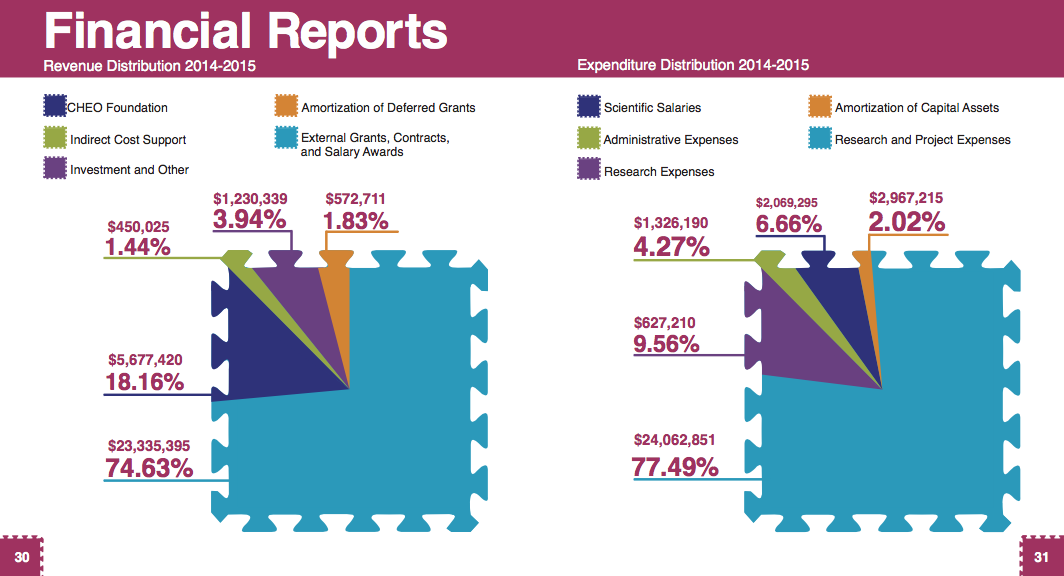 Financial Reports
Revenue Distribution 2014-2015
CHEO Foundation
Amortization of Deferred Grants
Indirect Cost Support
External Grants, Contracts,
and Salary Awards
Investment and Other
$450,025
1.44%
$1,230,339
3.94%
$572,711
1.83%
$5,677,420
18.16%
$23,335,395
74.63%
30
Expenditure Distribution 2014-2015
Scientific Salaries
Amortization of Capital Assets
Administrative Expenses
Research and Project Expenses
Research Expenses
$1,326,190
4.27%
$2,069,295
6.66%
$2,967,215
2.02%
$627,210
9.56%
$24,062,851
77.49%
31